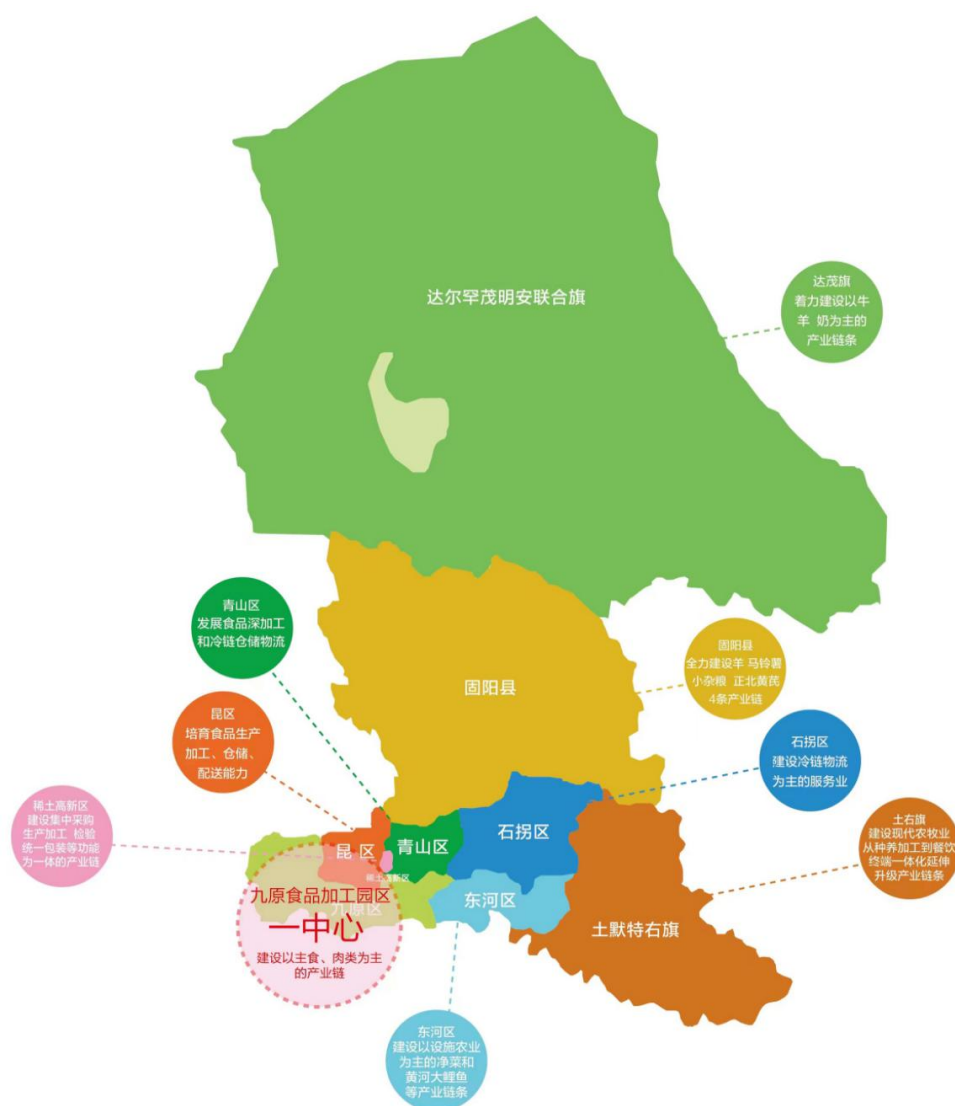 达尔罕茂明安联合旗
达茂旗
着力建设以牛
羊 奶为主的
产业链条
青山区
发展食品深加工
和冷链仓储物流
固阳县
固阳县
全力建设羊 马铃薯
小杂粮 正北黄芪
4条产业链
昆区
培育食品生产
加工、仓储、
配送能力
石拐区
建设冷链物流
为主的服务业
稀土高新区
建设集中采购
生产加工 检验
统一包装等功能
为一体的产业链
昆 区
青山区
石拐区
稀土高新区
土右旗
建设现代农牧业
从种养加工到餐饮
终端一体化延伸
升级产业链条
九原食品加工园区
九原区
一中心
建设以主食、肉类为主
的产业链
东河区
土默特右旗
东河区
建设以设施农业
为主的净菜和
黄河大鲤鱼
等产业链条